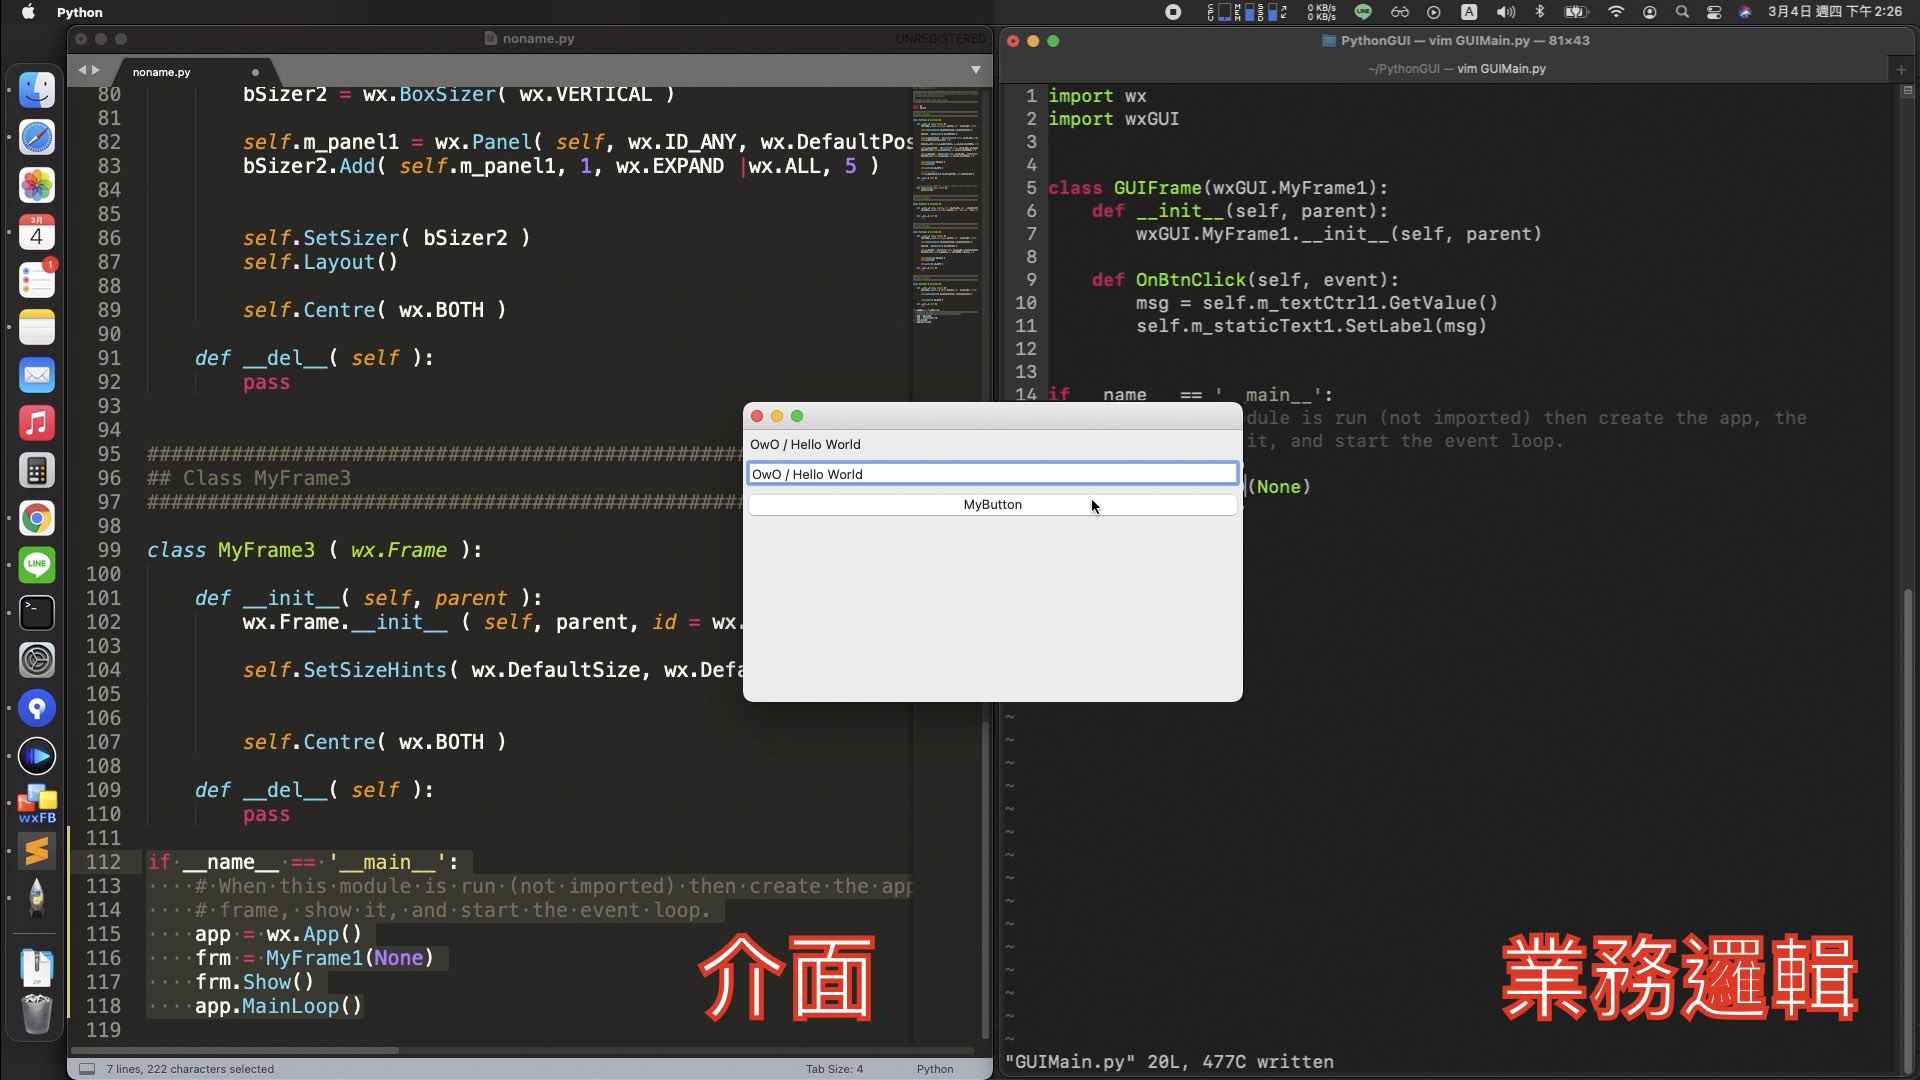 Python
0 KB/s
0 KB/s
3月4日 週四 下午 2:26
noname.py
UNREGISTERED
noname.py
80 bSizer2 = wx.BoxSizer( wx.VERTICAL )
81
82 self.m_panel1 = wx.Panel( self, wx.ID_ANY, wx.DefaultPos
83 bSizer2.Add( self.m_panel1, 1, wx.EXPAND |wx.ALL, 5 )
84
85
86 self.SetSizer( bSizer2 )
87 self.Layout()
88
89 self.Centre( wx.BOTH )
90
91 def __del__( self ):
92 pass
93
94
95 ##################################################
96 ## Class MyFrame3
97 ##################################################
98
99 class MyFrame3 ( wx.Frame ):
100
101 def __init__( self, parent ):
102 wx.Frame.__init__ ( self, parent, id = wx.
103
104 self.SetSizeHints( wx.DefaultSize, wx.Defa
105
106
107 self.Centre( wx.BOTH )
108
109 def __del__( self ):
110 pass
111
112 if __name__ == '__main__':
113 # When this module is run (not imported) then create the app
114 # frame, show it, and start the event loop.
115 app = wx.App()
116 frm = MyFrame1(None)
117 frm.Show()
118 app.MainLoop()
119
7 lines, 222 characters selected
Tab Size: 4
Python
介面
OwO / Hello World
OwO / Hello World
MyButton
PythonGUI — vim GUIMain.py — 81×43
~/PythonGUI — vim GUIMain.py
1 import wx
2 import wxGUI
3
4
5 class GUIFrame(wxGUI.MyFrame1):
6 def __init__(self, parent):
7 wxGUI.MyFrame1.__init__(self, parent)
8
9 def OnBtnClick(self, event):
10 msg = self.m_textCtrl1.GetValue()
11 self.m_staticText1.SetLabel(msg)
12
13
14 if __name__ == '__main__':
dule is run (not imported) then create the app, the
it, and start the event loop.
(None)
"GUIMain.py" 20L, 477C written
業務邏輯
3月
4
1
LINE
wxFB
ZIP